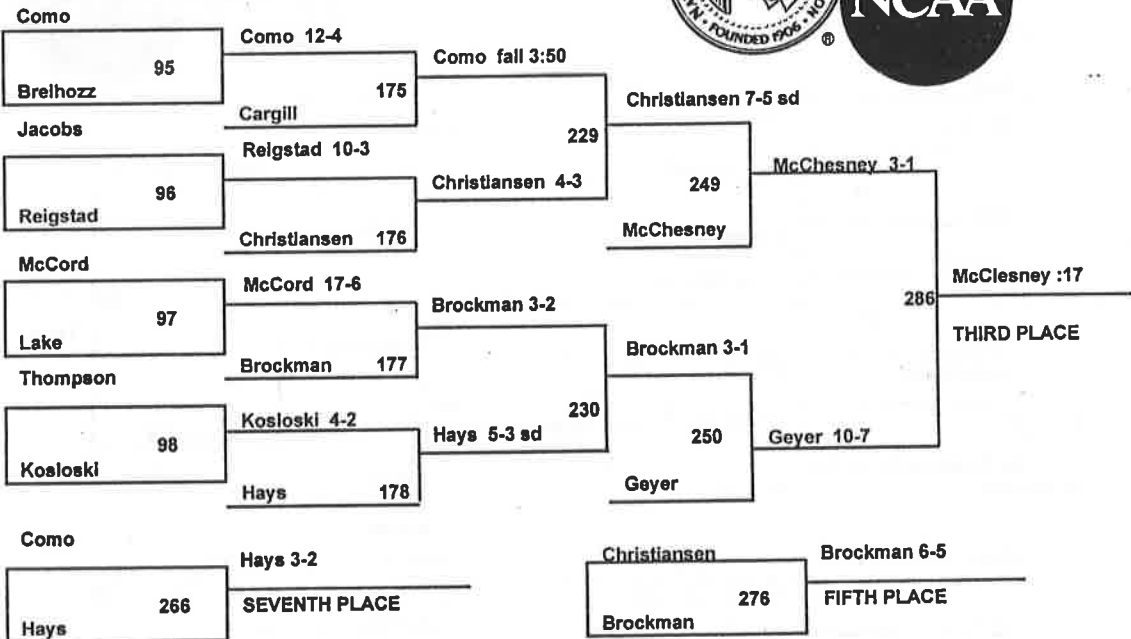 Como
Brelhozz
95
Como 12-4
Cargill
175
Como fall 3:50
Jacobs
Reigstad
96
Reigstad 10-3
Christiansen
176
Christiansen 4-3
229
Christiansen 7-5 sd
McChesney
249
McChesney 3-1
McCord
Lake
97
McCord 17-6
Brockman
177
Brockman 3-2
Thompson
Kosloski
98
Kosloski 4-2
Hays
178
Hays 5-3 sd
230
Brockman 3-1
Geyer
250
Geyer 10-7
286
McClesney :17
THIRD PLACE
Como
Hays
266
Hays 3-2
SEVENTH PLACE
Christiansen
Brockman
276
Brockman 6-5
FIFTH PLACE
FOUNDED 1906
®
NCAA